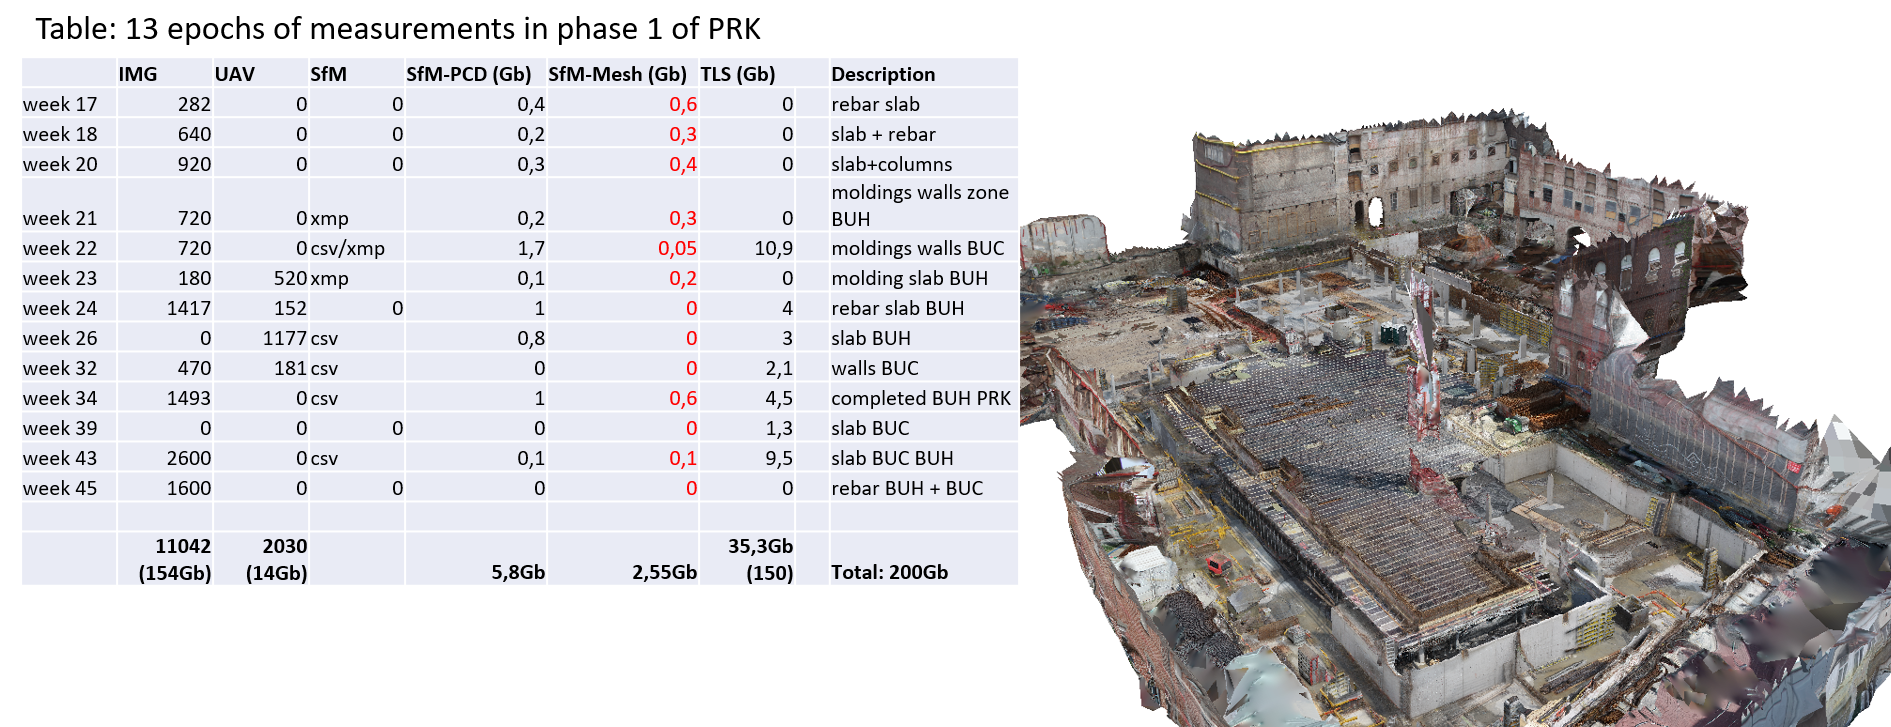 Table: 13 epochs of measurements in phase 1 of PRK
IMG UAV SfM SfM-PCD (Gb) SfM-Mesh (Gb) TLS (Gb) Description
week 17 282 0 0 0,4 0,6 0 rebar slab
week 18 640 0 0 0,2 0,3 0 slab + rebar
week 20 920 0 0 0,3 0,4 0 slab+columns
moldings walls zone
week 21 720 0 xmp 0,2 0,3 0 BUH
week 22 720 0 csv/xmp 1,7 0,05 10,9 moldings walls BUC
week 23 180 520 xmp 0,1 0,2 0 molding slab BUH
week 24 1417 152 0 1 0 4 rebar slab BUH
week 26 0 1177 csv 0,8 0 3 slab BUH
week 32 470 181 csv 0 0 2,1 walls BUC
week 34 1493 0 csv 1 0,6 4,5 completed BUH PRK
week 39 0 0 0 0 0 1,3 slab BUC
week 43 2600 0 csv 0,1 0,1 9,5 slab BUC BUH
week 45 1600 0 0 0 0 0 rebar BUH + BUC
11042 2030 35,3Gb
(154Gb) (14Gb) 5,8Gb 2,55Gb (150) Total: 200Gb